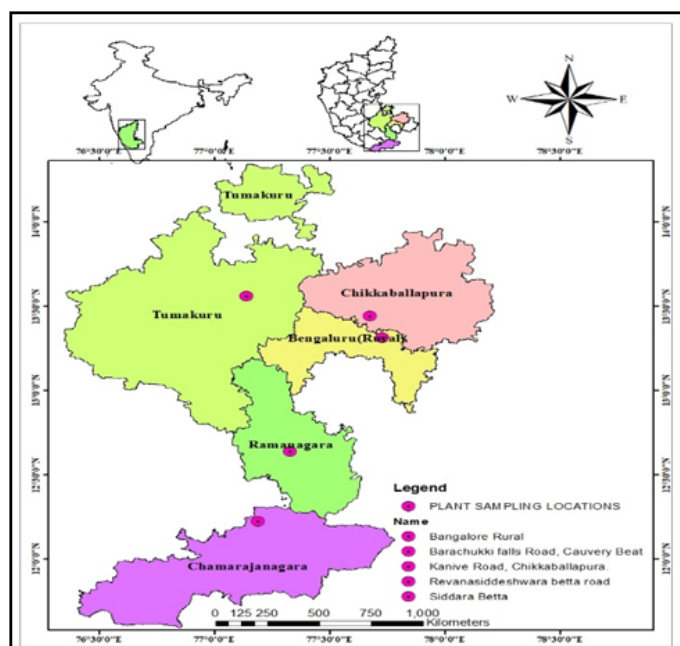 N
W E
S
76°30'0"E 77°0'0"E 77°30'0"E 78°0'0"E 78°30'0"E
14°0'0"N 14°0'0"N
Tumakuru
13°30'0"N 13°30'0"N
Chikkaballapura
Tumakuru
Bengaluru(Rural)
13°0'0"N 13°0'0"N
Ramanagara
12°30'0"N 12°30'0"N
Legend
PLANT SAMPLING LOCATIONS
Name
Bangalore Rural
Barachukki falls Road, Cauvery Beat
Kanive Road, Chikkaballapura.
Revanasiddeshwara betta road
Siddara Betta
12°0'0"N 12°0'0"N
Chamarajanagara
0 125 250 500 750 1,000
Kilometers
76°30'0"E 77°0'0"E 77°30'0"E 78°0'0"E 78°30'0"E